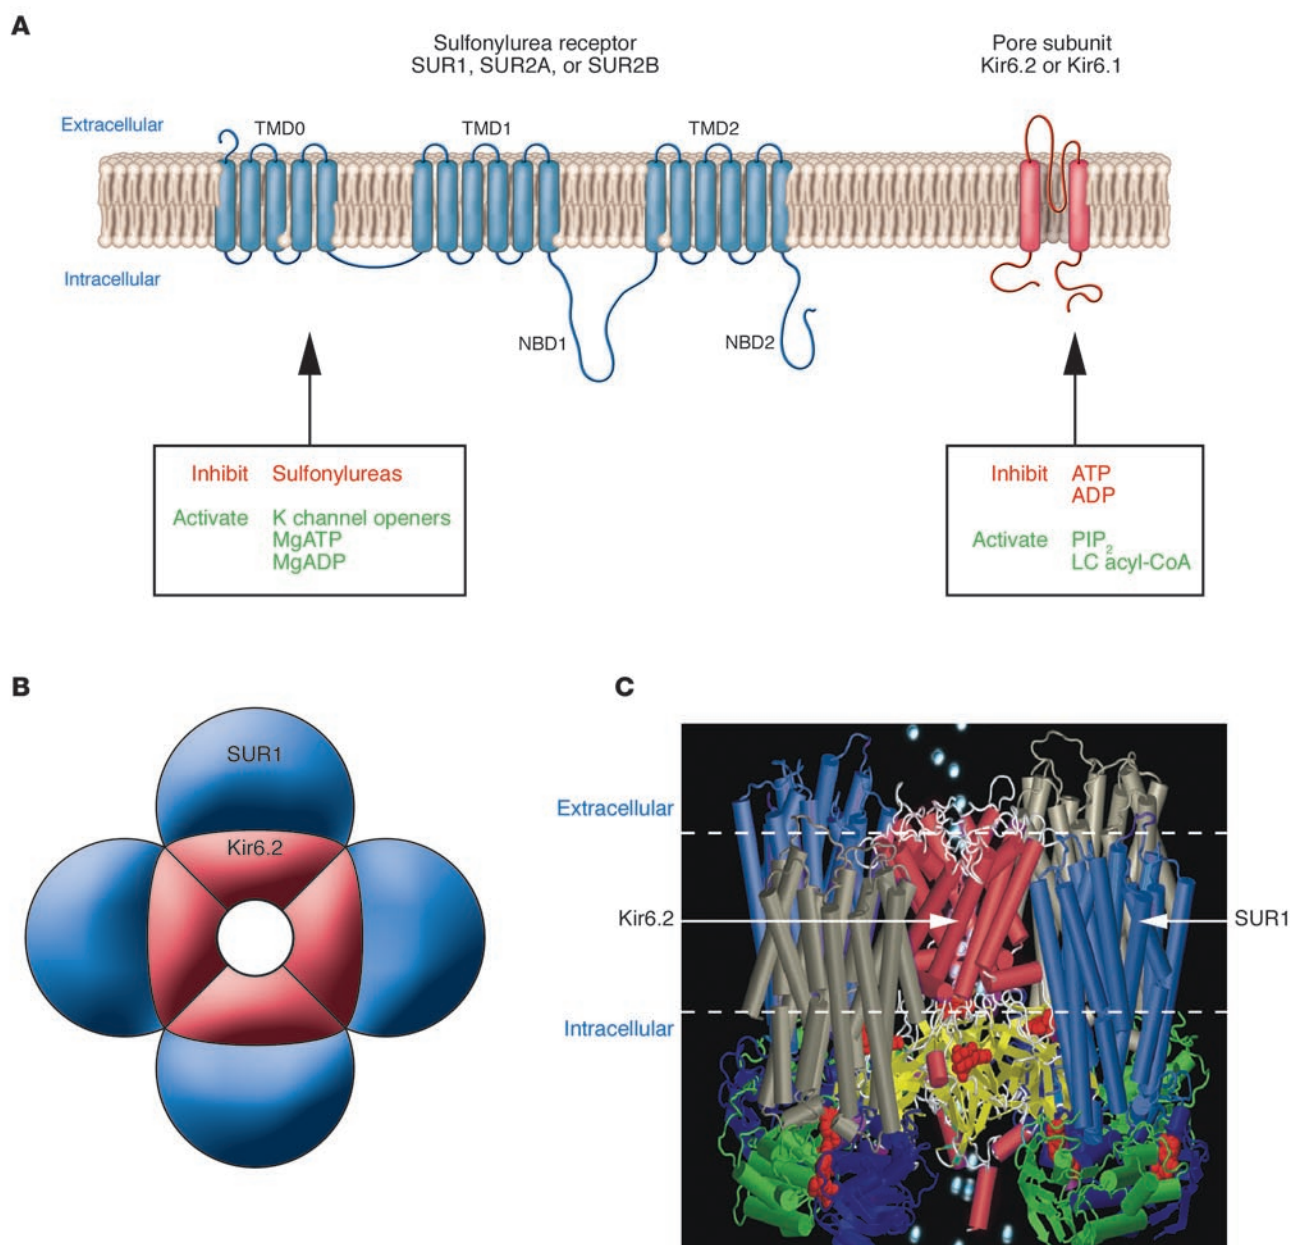 A
Sulfonylurea receptor
SUR1, SUR2A, or SUR2B
Pore subunit
Kir6.2 or Kir6.1
Extracellular
TMD0
TMD1
TMD2
Intracellular
NBD1
NBD2
Inhibit Sulfonylureas
Activate K channel openers
MgATP
MgADP
Inhibit ATP
ADP
Activate PIP2
LC acyl-CoA
B
SUR1
Kir6.2
C
Extracellular
Kir6.2
SUR1
Intracellular